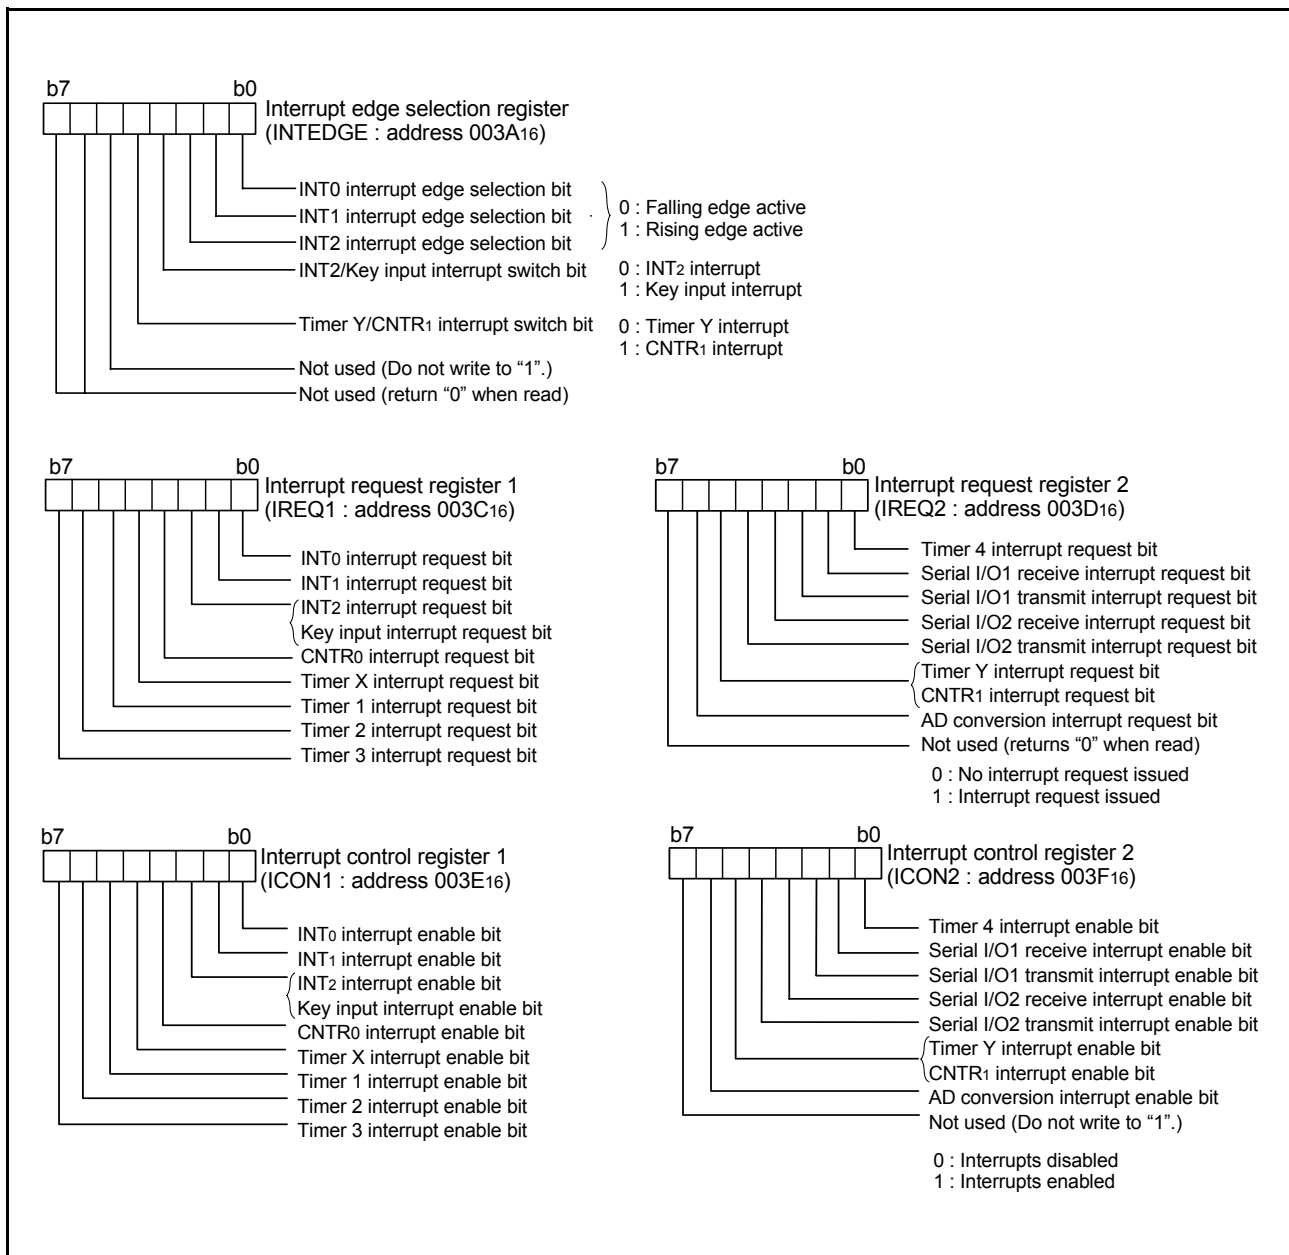 b7 b0
Interrupt edge selection register
(INTEDGE : address 003A16)
INT0 interrupt edge selection bit
INT1 interrupt edge selection bit
INT2 interrupt edge selection bit
0 : Falling edge active
1 : Rising edge active
INT2/Key input interrupt switch bit
0 : INT2 interrupt
1 : Key input interrupt
Timer Y/CNTR1 interrupt switch bit
0 : Timer Y interrupt
1 : CNTR1 interrupt
Not used (Do not write to “1”.)
Not used (return “0” when read)
b7 b0
Interrupt request register 1
(IREQ1 : address 003C16)
INT0 interrupt request bit
INT1 interrupt request bit
INT2 interrupt request bit
Key input interrupt request bit
CNTR0 interrupt request bit
Timer X interrupt request bit
Timer 1 interrupt request bit
Timer 2 interrupt request bit
Timer 3 interrupt request bit
b7 b0
Interrupt request register 2
(IREQ2 : address 003D16)
Timer 4 interrupt request bit
Serial I/O1 receive interrupt request bit
Serial I/O1 transmit interrupt request bit
Serial I/O2 receive interrupt request bit
Serial I/O2 transmit interrupt request bit
Timer Y interrupt request bit
CNTR1 interrupt request bit
AD conversion interrupt request bit
Not used (returns “0” when read)
0 : No interrupt request issued
1 : Interrupt request issued
b7 b0
Interrupt control register 1
(ICON1 : address 003E16)
INT0 interrupt enable bit
INT1 interrupt enable bit
INT2 interrupt enable bit
Key input interrupt enable bit
CNTR0 interrupt enable bit
Timer X interrupt enable bit
Timer 1 interrupt enable bit
Timer 2 interrupt enable bit
Timer 3 interrupt enable bit
b7 b0
Interrupt control register 2
(ICON2 : address 003F16)
Timer 4 interrupt enable bit
Serial I/O1 receive interrupt enable bit
Serial I/O1 transmit interrupt enable bit
Serial I/O2 receive interrupt enable bit
Serial I/O2 transmit interrupt enable bit
Timer Y interrupt enable bit
CNTR1 interrupt enable bit
AD conversion interrupt enable bit
Not used (Do not write to “1”.)
0 : Interrupts disabled
1 : Interrupts enabled